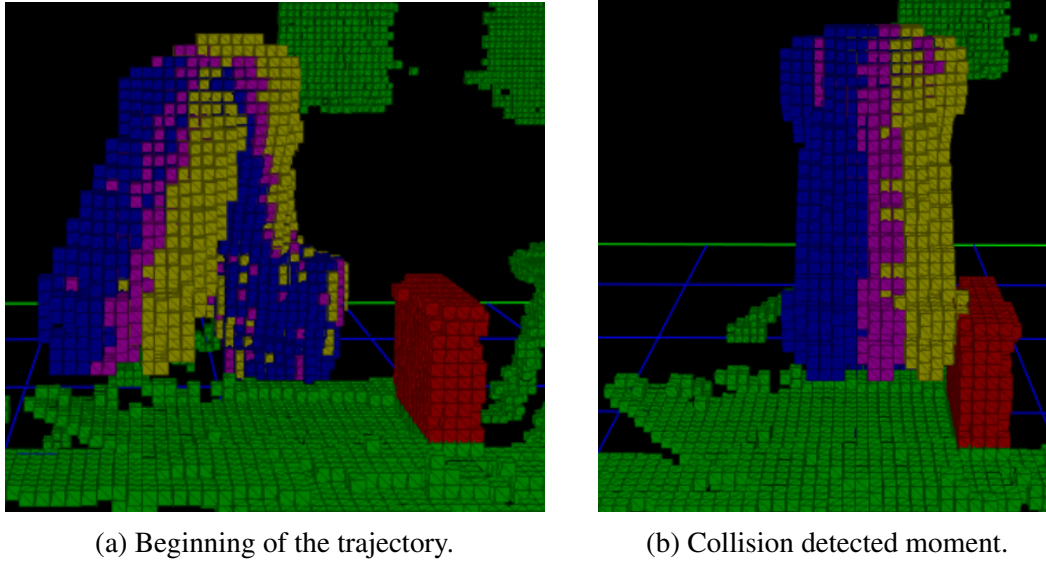 (a) Beginning of the trajectory.
(b) Collision detected moment.